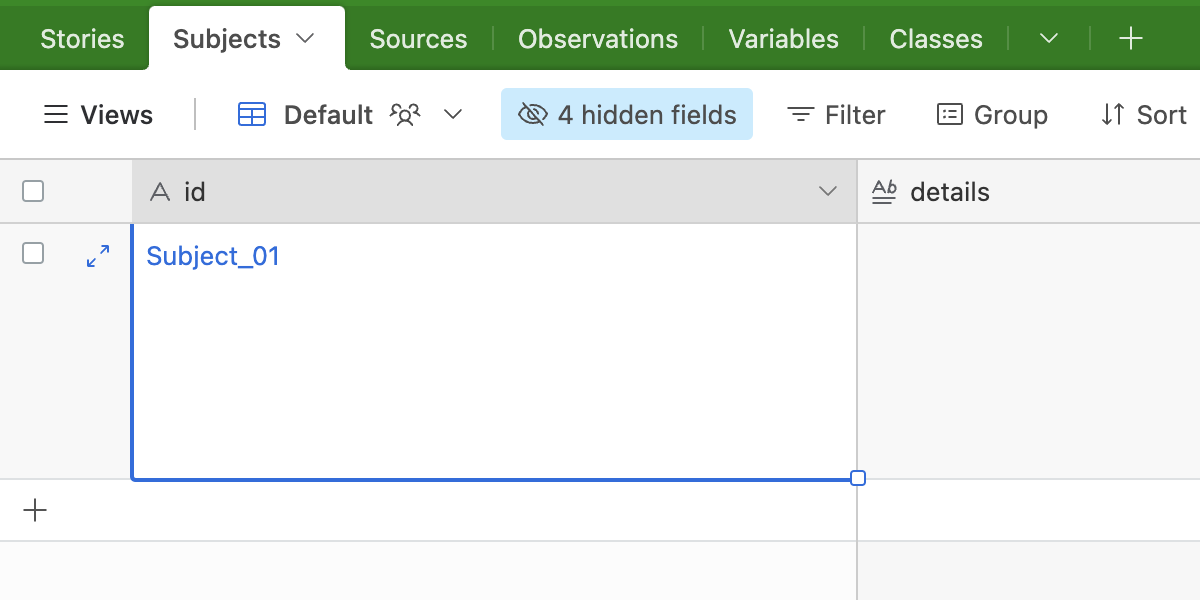 Stories Subjects Sources Observations Variables Classes
Views Default 4 hidden fields Filter Group Sort
id details
Subject_01